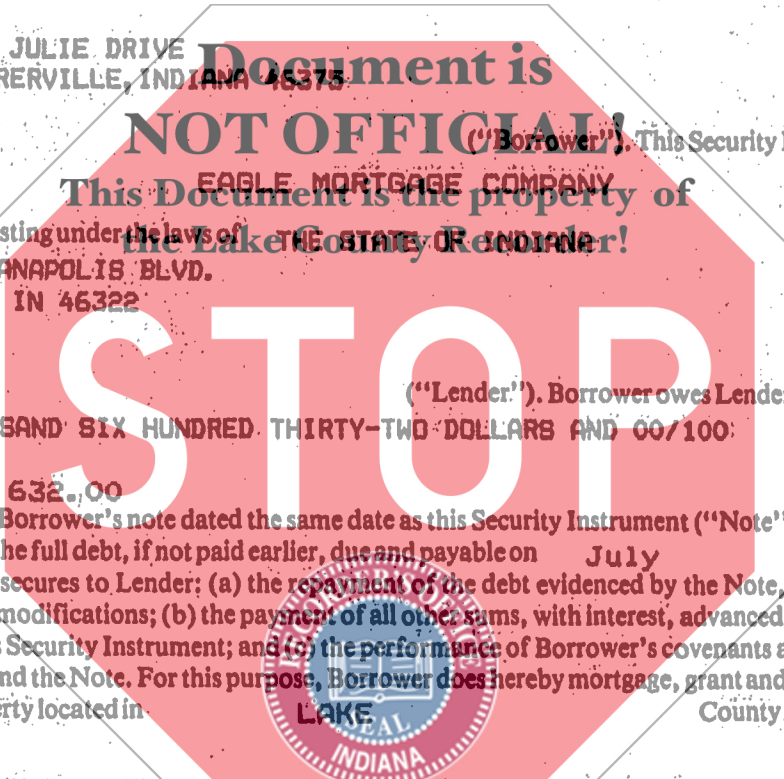 JULIE DRIVE
Document is
RERVILLE, INDIANA 46375
NOT OFFICIAL!
("Borrower"). This Security
EAGLE MORTGAGE COMPANY
This Document is the property of
sting under the laws of THE STATE OF INDIANA
the Lake County Recorder!
ANAPOLIS BLVD.
IN 46322
STOP
("Lender"). Borrower owes Lende
SAND SIX HUNDRED THIRTY-TWO DOLLARS AND 00/100
632.00
Borrower's note dated the same date as this Security Instrument ("Note"
he full debt, if not paid earlier, due and payable on July
secures to Lender: (a) the repayment of the debt evidenced by the Note,
modifications; (b) the payment of all other sums, with interest, advanced
s Security Instrument; and (c) the performance of Borrower's covenants a
nd the Note. For this purpose, Borrower does hereby mortgage, grant and
rty located in LAKE County
RECORDER'S OFFICE
SEAL
INDIANA